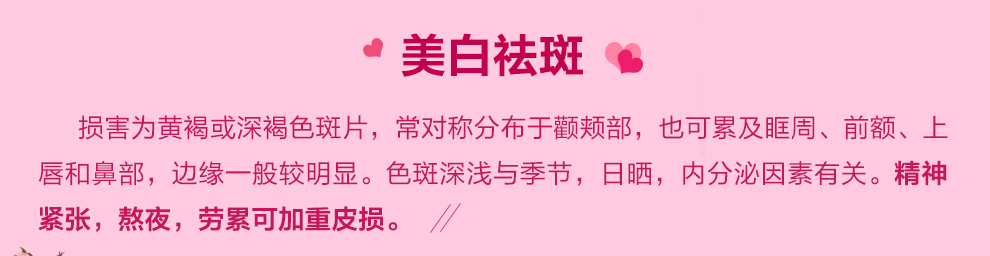 美白祛斑
损害为黄褐或深褐色斑片，常对称分布于颧颊部，也可累及眶周、前额、上
唇和鼻部，边缘一般较明显。色斑深浅与季节，日晒，内分泌因素有关。精神
紧张，熬夜，劳累可加重皮损。